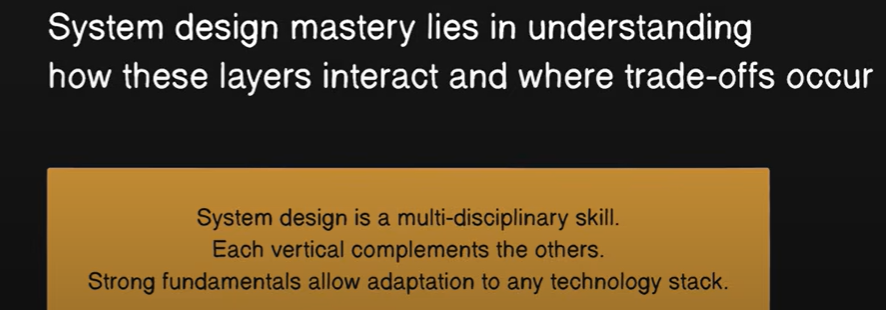 System design mastery lies in understanding
how these layers interact and where trade-offs occur
System design is a multi-disciplinary skill.
Each vertical complements the others.
Strong fundamentals allow adaptation to any technology stack.